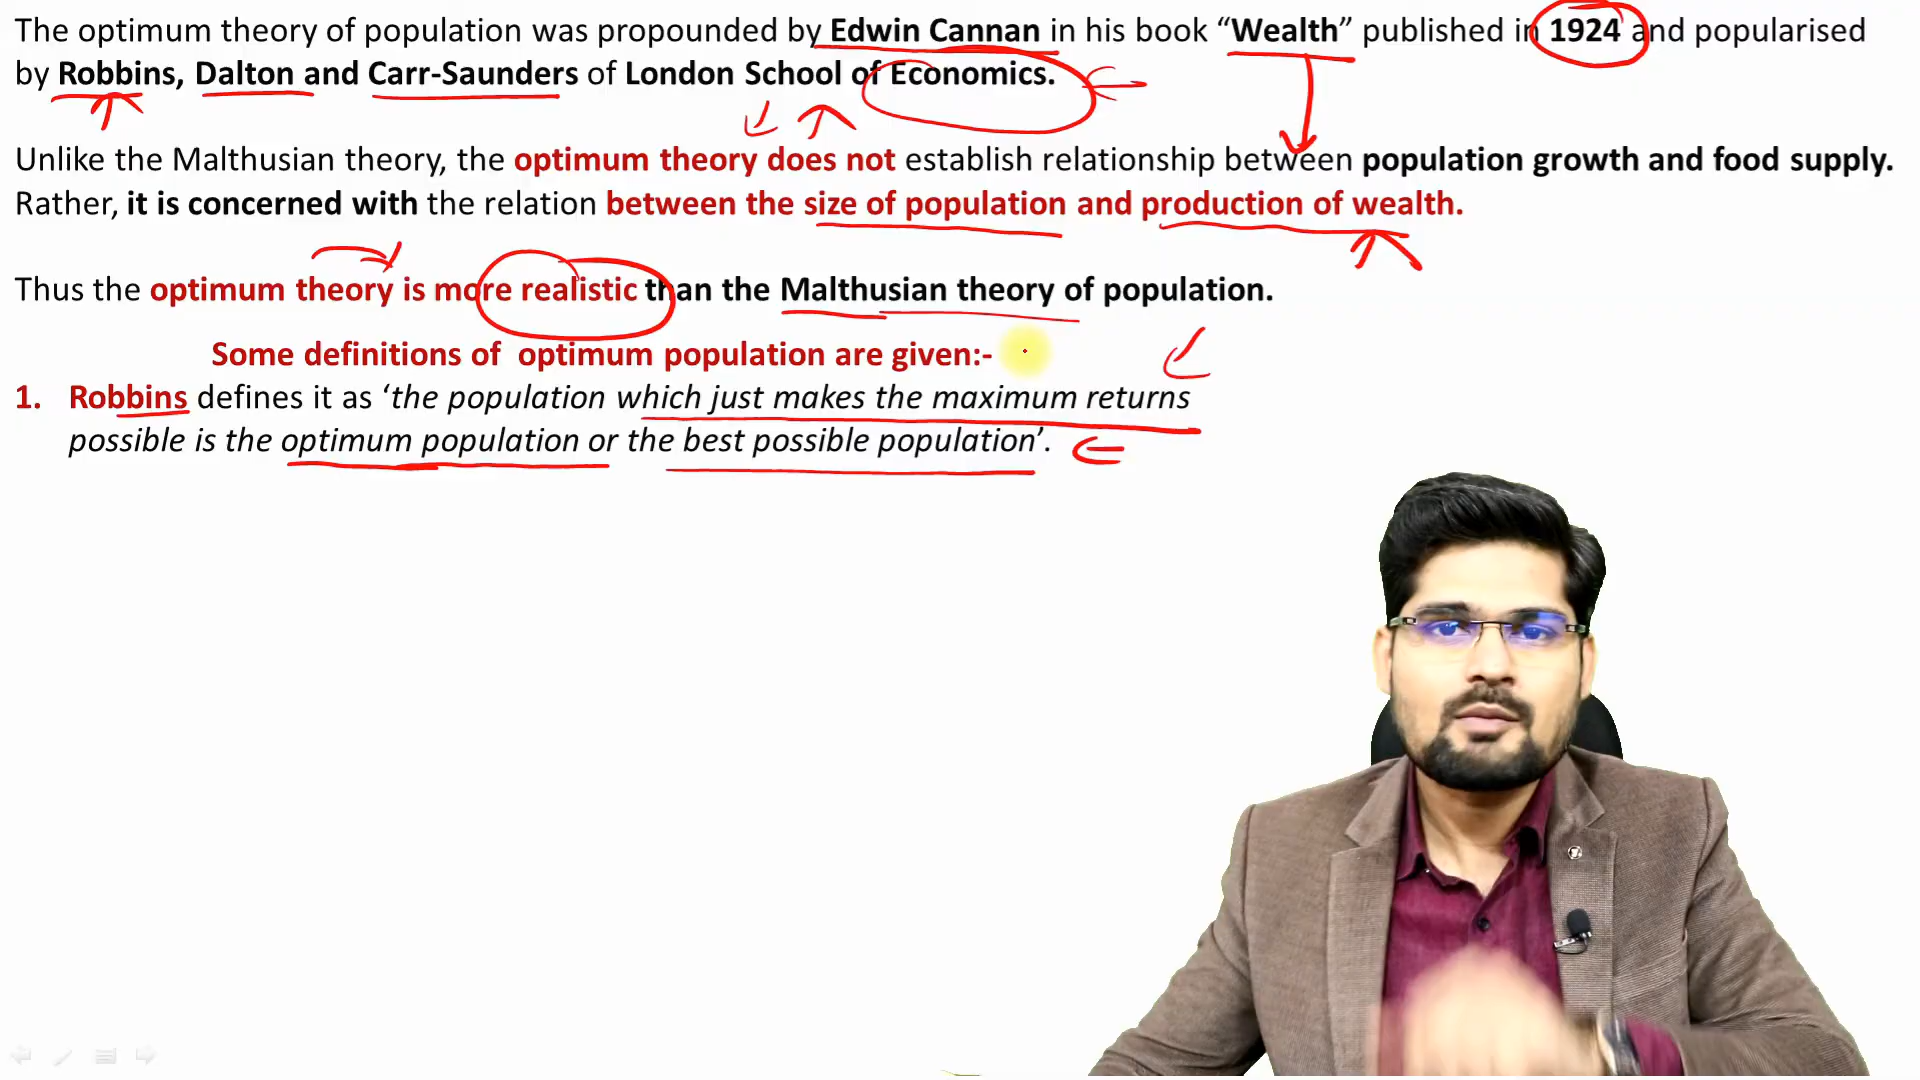 The optimum theory of population was propounded by Edwin Cannan in his book “Wealth” published in 1924 and popularised
by Robbins, Dalton and Carr-Saunders of London School of Economics.
Unlike the Malthusian theory, the optimum theory does not establish relationship between population growth and food supply.
Rather, it is concerned with the relation between the size of population and production of wealth.
Thus the optimum theory is more realistic than the Malthusian theory of population.
Some definitions of optimum population are given:-
1. Robbins defines it as ‘the population which just makes the maximum returns
possible is the optimum population or the best possible population’.